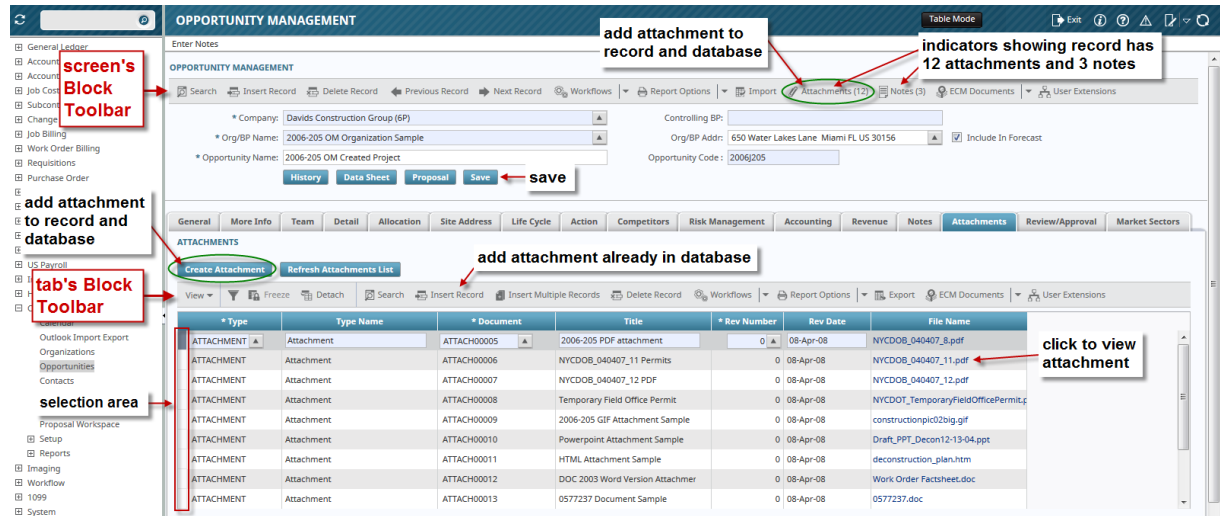 OPPORTUNITY MANAGEMENT
Table Mode
Exit
Enter Notes
General Ledger
Account
Account
Job Cost
Subcont
Change
Job Billing
Work Order Billing
Requisitions
Purchase Order
US Payroll
Calendar
Outlook Import Export
Organizations
Opportunities
Contacts
Proposal Workspace
Setup
Reports
Imaging
Workflow
1099
System
screen's
Block
Toolbar
add attachment to
record and database
indicators showing record has
12 attachments and 3 notes
OPPORTUNITY MANAGEMENT
Search Insert Record Delete Record Previous Record Next Record Workflows Report Options Import Attachments (12) Notes (3) ECM Documents User Extensions
* Company: Davids Construction Group (6P) Controlling BP:
* Org/BP Name: 2006-205 OM Organization Sample Org/BP Addr: 650 Water Lakes Lane Miami FL US 30156 Include In Forecast
* Opportunity Name: 2006-205 OM Created Project Opportunity Code : 2006J205
History Data Sheet Proposal Save
save
add attachment
to record and
database
General More Info Team Detail Allocation Site Address Life Cycle Action Competitors Risk Management Accounting Revenue Notes Attachments Review/Approval Market Sectors
ATTACHMENTS
Create Attachment Refresh Attachments List
add attachment already in database
tab's Block
Toolbar
View Freeze Detach Search Insert Record Insert Multiple Records Delete Record Workflows Report Options Export ECM Documents User Extensions
* Type Type Name * Document Title * Rev Number Rev Date File Name
ATTACHMENT Attachment ATTACH00005 2006-205 PDF attachment 0 08-Apr-08 NYCDOB_040407_8.pdf
ATTACHMENT Attachment ATTACH00006 NYCDOB_040407_11 Permits 0 08-Apr-08 NYCDOB_040407_11.pdf
ATTACHMENT Attachment ATTACH00007 NYCDOB_040407_12 PDF 0 08-Apr-08 NYCDOB_040407_12.pdf
ATTACHMENT Attachment ATTACH00008 Temporary Field Office Permit 0 08-Apr-08 NYCDOT_TemporaryFieldOfficePermit.p
ATTACHMENT Attachment ATTACH00009 2006-205 GIF Attachment Sample 0 08-Apr-08 constructionpic02big.gif
ATTACHMENT Attachment ATTACH00010 Powerpoint Attachment Sample 0 08-Apr-08 Draft_PPT_Decon12-13-04.ppt
ATTACHMENT Attachment ATTACH00011 HTML Attachment Sample 0 08-Apr-08 deconstruction_plan.htm
ATTACHMENT Attachment ATTACH00012 DOC 2003 Word Version Attachmer 0 08-Apr-08 Work Order Factsheet.doc
ATTACHMENT Attachment ATTACH00013 0577237 Document Sample 0 08-Apr-08 0577237.doc
click to view
attachment
selection area